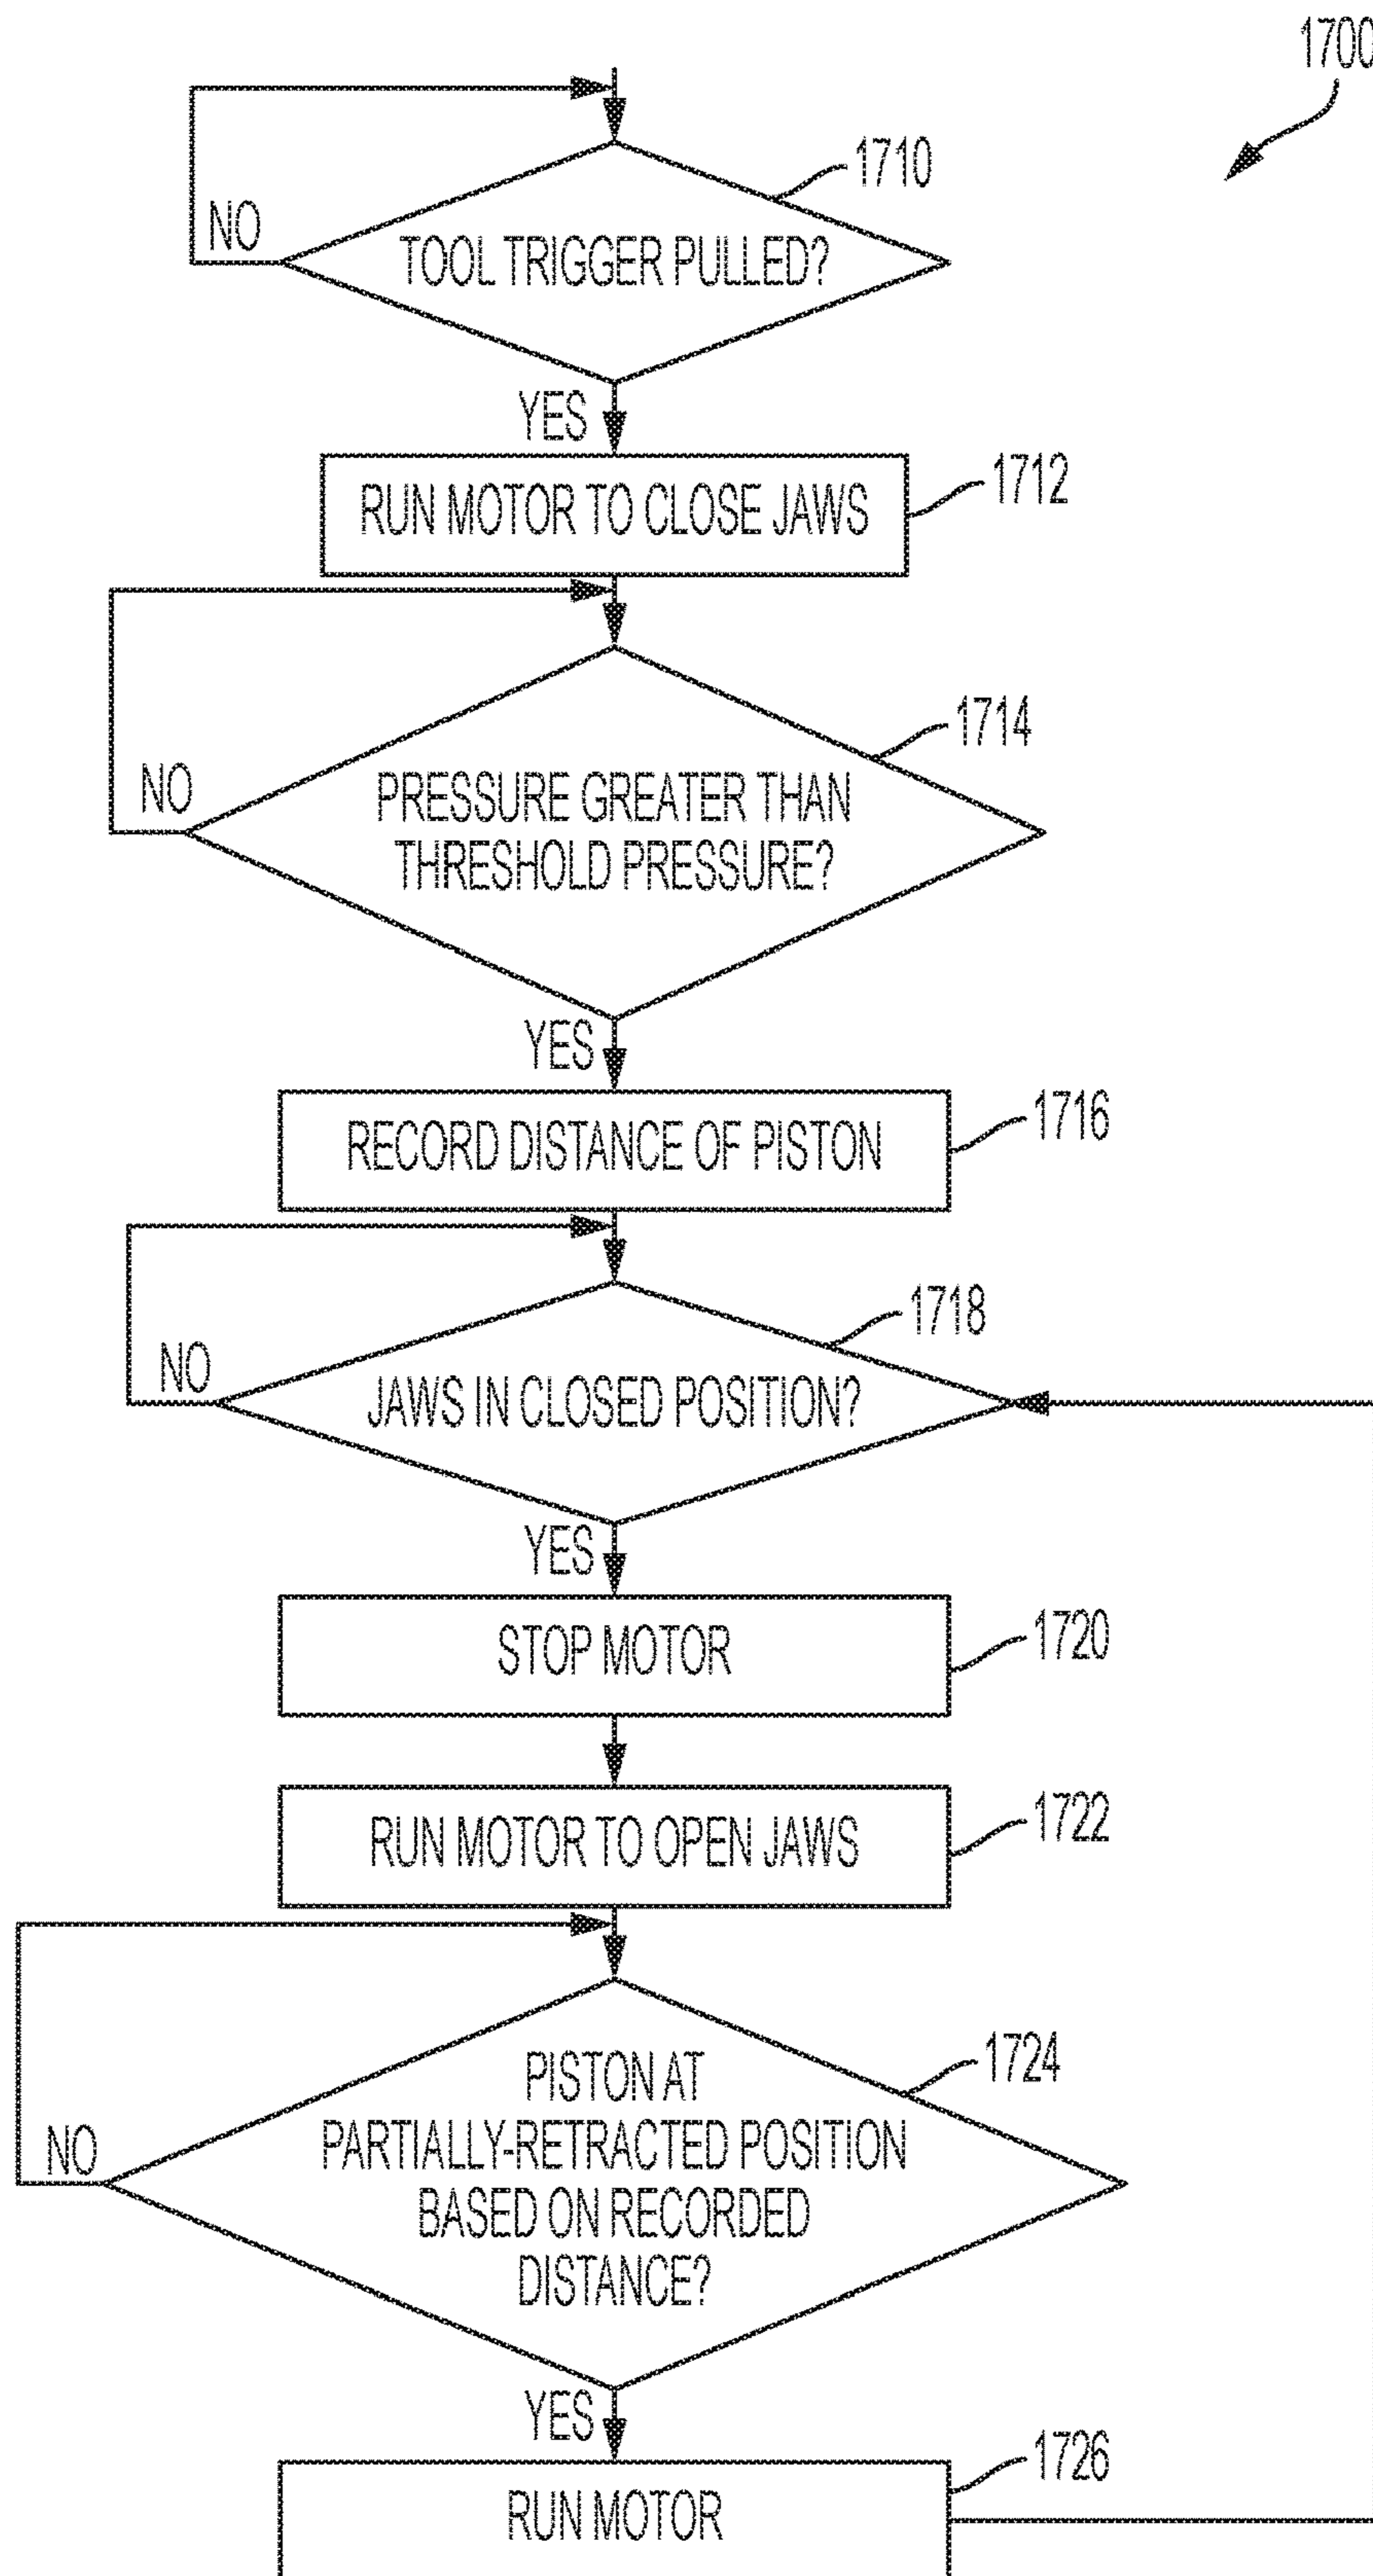 1700
1710
NO
TOOL TRIGGER PULLED?
YES
RUN MOTOR TO CLOSE JAWS
1712
1714
NO
PRESSURE GREATER THAN
THRESHOLD PRESSURE?
YES
RECORD DISTANCE OF PISTON
1716
1718
NO
JAWS IN CLOSED POSITION?
YES
STOP MOTOR
1720
RUN MOTOR TO OPEN JAWS
1722
1724
NO
PISTON AT
PARTIALLY-RETRACTED POSITION
BASED ON RECORDED
DISTANCE?
YES
RUN MOTOR
1726